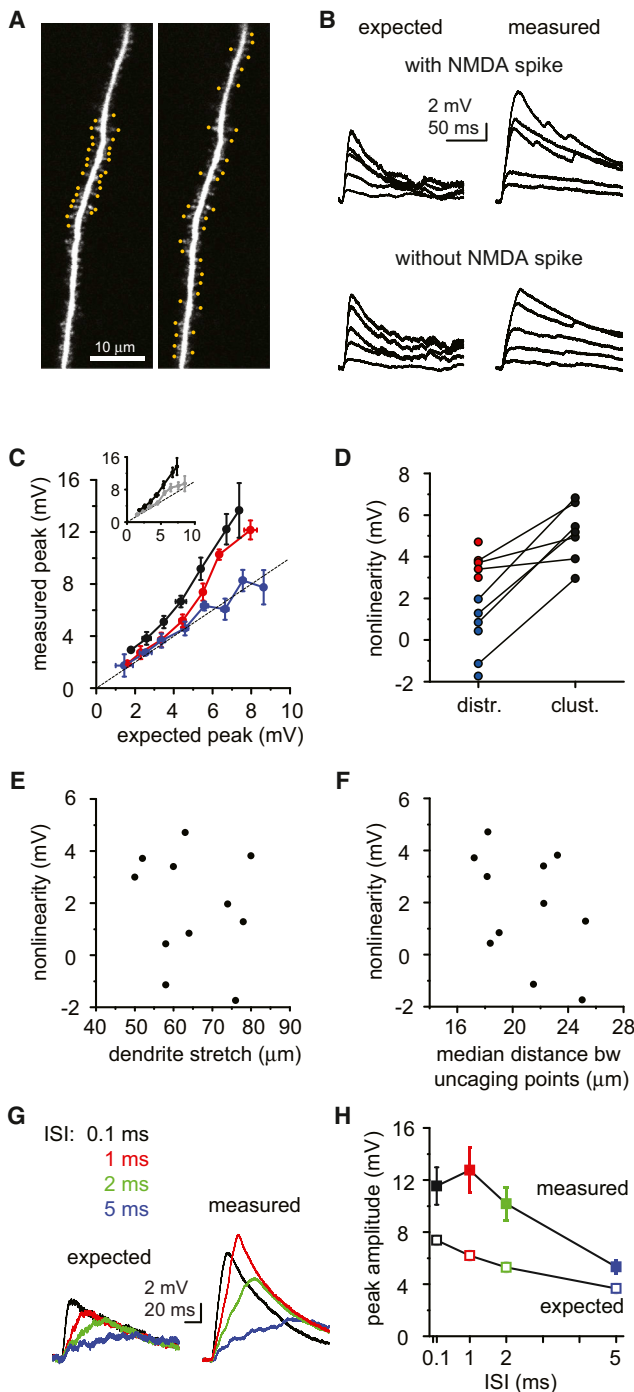 A
10 μm
B
expected measured
with NMDA spike
2 mV
50 ms
without NMDA spike
C
measured peak (mV)
16
12
8
4
0
16
8
0
0 5 10
0 2 4 6 8 10
expected peak (mV)
D
nonlinearity (mV)
8
6
4
2
0
-2
distr. clust.
E
nonlinearity (mV)
6
4
2
0
-2
40 50 60 70 80 90
dendrite stretch (μm)
F
nonlinearity (mV)
6
4
2
0
-2
16 20 24 28
median distance bw
uncaging points (μm)
G
ISI: 0.1 ms
1 ms
2 ms
5 ms
expected
measured
2 mV
20 ms
H
peak amplitude (mV)
16
12
8
4
0
measured
expected
0.1 1 2 5
ISI (ms)